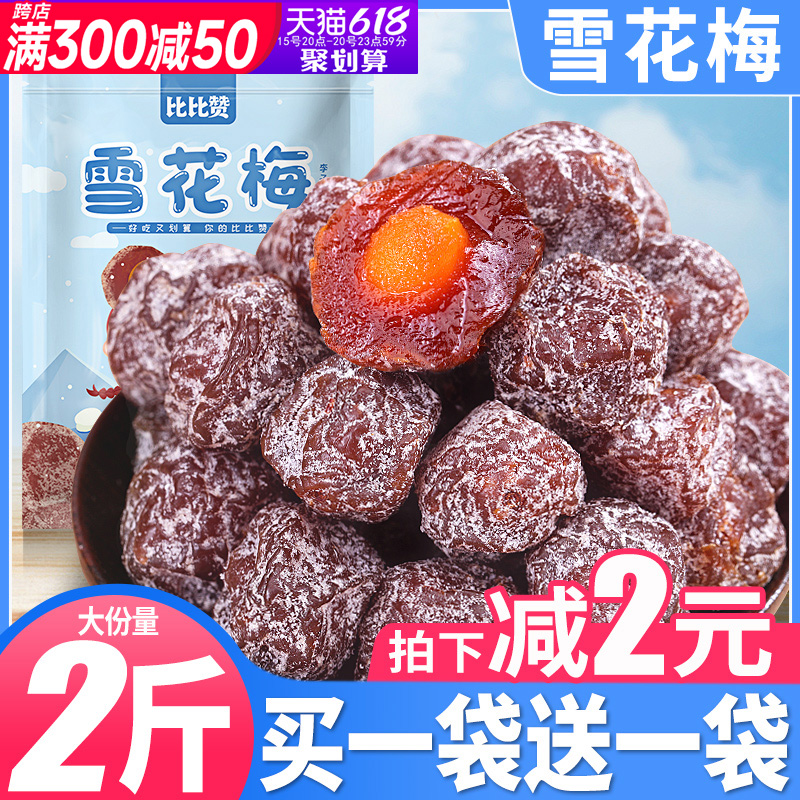 跨店
满300减50
天猫618
15号20点-20号23点59分
聚划算
雪花梅
比比赞
雪花梅
一好吃又划算 你的比比赞
大份量
2斤
拍下减2元
买一袋送一袋